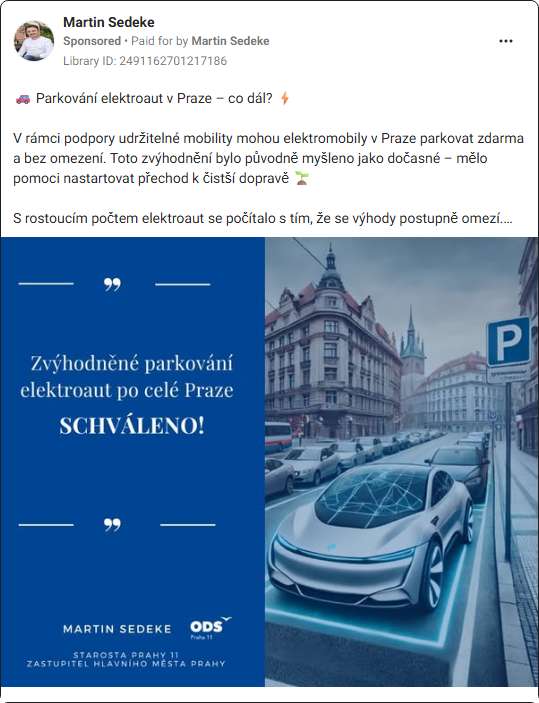 Martin Sedeke
Sponsored • Paid for by Martin Sedeke
Library ID: 2491162701217186
🚗 Parkování elektroaut v Praze – co dál? ⚡
V rámci podpory udržitelné mobility mohou elektromobily v Praze parkovat zdarma
a bez omezení. Toto zvýhodnění bylo původně myšleno jako dočasné – mělo
pomoci nastartovat přechod k čistší dopravě 🌱
S rostoucím počtem elektroaut se počítalo s tím, že se výhody postupně omezí....
”
Zvýhodněné parkování
elektroaut po celé Praze
SCHVÁLENO!
”
MARTIN SEDEKE
ODS
Praha 11
STAROSTA PRAHY 11
ZASTUPITEL HLAVNÍHO MĚSTA PRAHY
P